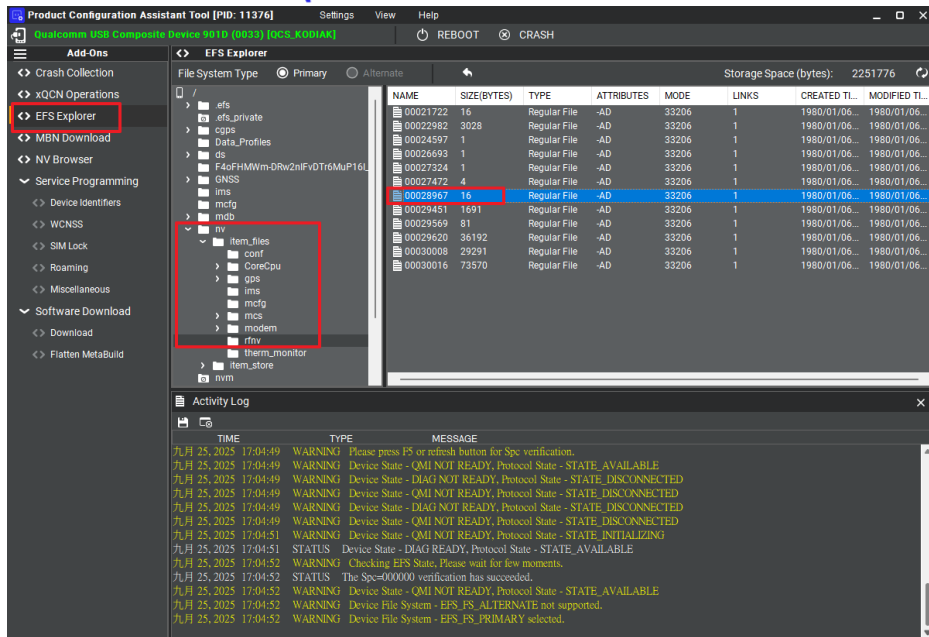 Product Configuration Assistant Tool [PID: 11376] Settings View Help
Qualcomm USB Composite Device 901D (0033) [QCS_KODIAK] REBOOT CRASH
Add-Ons
Crash Collection
xQCN Operations
EFS Explorer
MBN Download
NV Browser
Service Programming
Device Identifiers
WCNSS
SIM Lock
Roaming
Miscellaneous
Software Download
Download
Flatten MetaBuild
EFS Explorer
File System Type Primary Alternate Storage Space (bytes): 2251776
/
.efs
.efs_private
cgps
Data_Profiles
ds
F4oFHMWm-DRw2nIFvDTr6MuP16I_
GNSS
ims
mcfg
mdb
nv
item_files
conf
CoreCpu
gps
ims
mcfg
mcs
modem
rfnv
therm_monitor
item_store
nvm
NAME SIZE(BYTES) TYPE ATTRIBUTES MODE LINKS CREATED TI... MODIFIED TI...
00021722 16 Regular File -AD 33206 1 1980/01/06... 1980/01/06...
00022982 3028 Regular File -AD 33206 1 1980/01/06... 1980/01/06...
00024597 1 Regular File -AD 33206 1 1980/01/06... 1980/01/06...
00026693 1 Regular File -AD 33206 1 1980/01/06... 1980/01/06...
00027324 1 Regular File -AD 33206 1 1980/01/06... 1980/01/06...
00027472 4 Regular File -AD 33206 1 1980/01/06... 1980/01/06...
00028967 16 Regular File -AD 33206 1 1980/01/06... 1980/01/06...
00029451 1691 Regular File -AD 33206 1 1980/01/06... 1980/01/06...
00029569 81 Regular File -AD 33206 1 1980/01/06... 1980/01/06...
00029620 36192 Regular File -AD 33206 1 1980/01/06... 1980/01/06...
00030008 29291 Regular File -AD 33206 1 1980/01/06... 1980/01/06...
00030016 73570 Regular File -AD 33206 1 1980/01/06... 1980/01/06...
Activity Log
TIME TYPE MESSAGE
九月 25, 2025 17:04:49 WARNING Please press F5 or refresh button for Spc verification.
九月 25, 2025 17:04:49 WARNING Device State - QMI NOT READY, Protocol State - STATE_AVAILABLE
九月 25, 2025 17:04:49 WARNING Device State - DIAG NOT READY, Protocol State - STATE_DISCONNECTED
九月 25, 2025 17:04:49 WARNING Device State - QMI NOT READY, Protocol State - STATE_DISCONNECTED
九月 25, 2025 17:04:49 WARNING Device State - DIAG NOT READY, Protocol State - STATE_DISCONNECTED
九月 25, 2025 17:04:49 WARNING Device State - QMI NOT READY, Protocol State - STATE_DISCONNECTED
九月 25, 2025 17:04:51 WARNING Device State - QMI NOT READY, Protocol State - STATE_INITIALIZING
九月 25, 2025 17:04:51 STATUS Device State - DIAG READY, Protocol State - STATE_AVAILABLE
九月 25, 2025 17:04:52 WARNING Checking EFS State, Please wait for few moments.
九月 25, 2025 17:04:52 STATUS The Spc=000000 verification has succeeded.
九月 25, 2025 17:04:52 WARNING Device State - QMI NOT READY, Protocol State - STATE_AVAILABLE
九月 25, 2025 17:04:52 WARNING Device File System - EFS_FS_ALTERNATE not supported.
九月 25, 2025 17:04:52 WARNING Device File System - EFS_FS_PRIMARY selected.